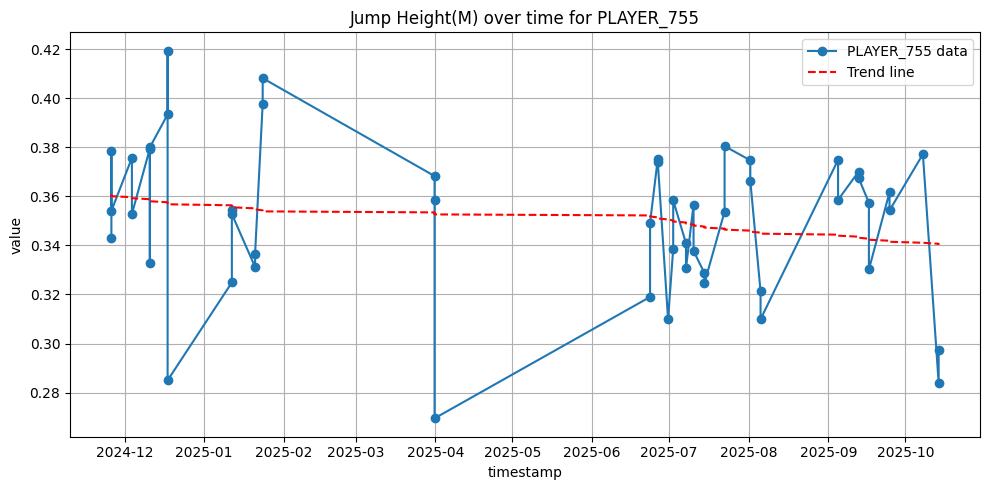 Jump Height(M) over time for PLAYER_755
PLAYER_755 data
Trend line
value
0.42
0.40
0.38
0.36
0.34
0.32
0.30
0.28
2024-12 2025-01 2025-02 2025-03 2025-04 2025-05 2025-06 2025-07 2025-08 2025-09 2025-10
timestamp